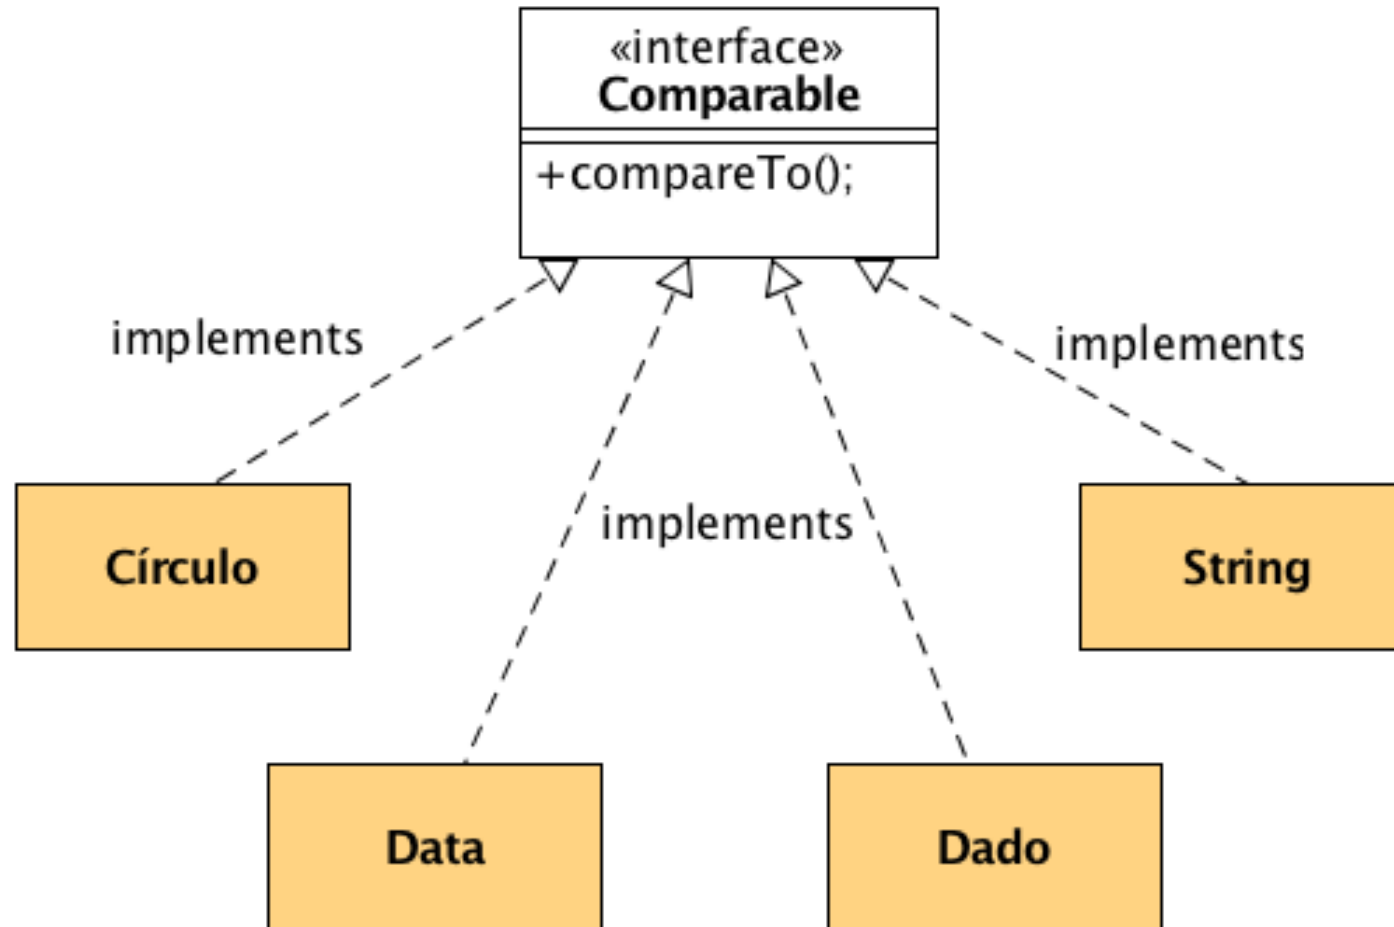 «interface»
Comparable
+compareTo();
implements
implements
implements
Círculo
String
Data
Dado